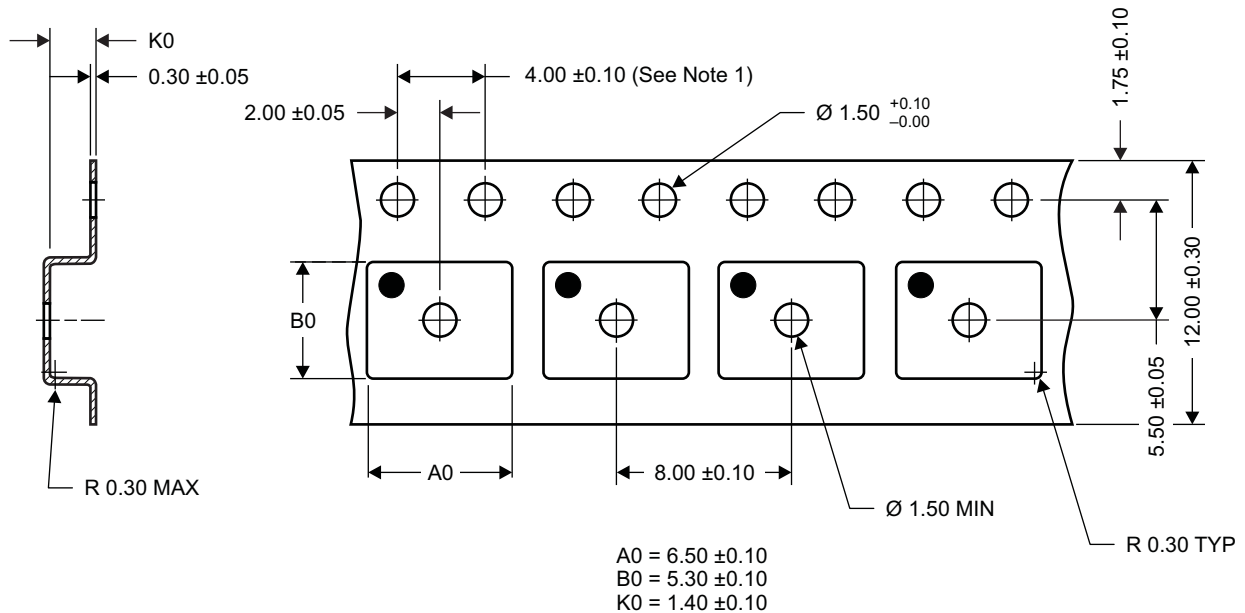 K0
0.30 ±0.05
4.00 ±0.10 (See Note 1)
2.00 ±0.05
Ø 1.50 +0.10
–0.00
1.75 ±0.10
B0
12.00 ±0.30
5.50 ±0.05
A0
8.00 ±0.10
R 0.30 MAX
Ø 1.50 MIN
R 0.30 TYP
A0 = 6.50 ±0.10
B0 = 5.30 ±0.10
K0 = 1.40 ±0.10